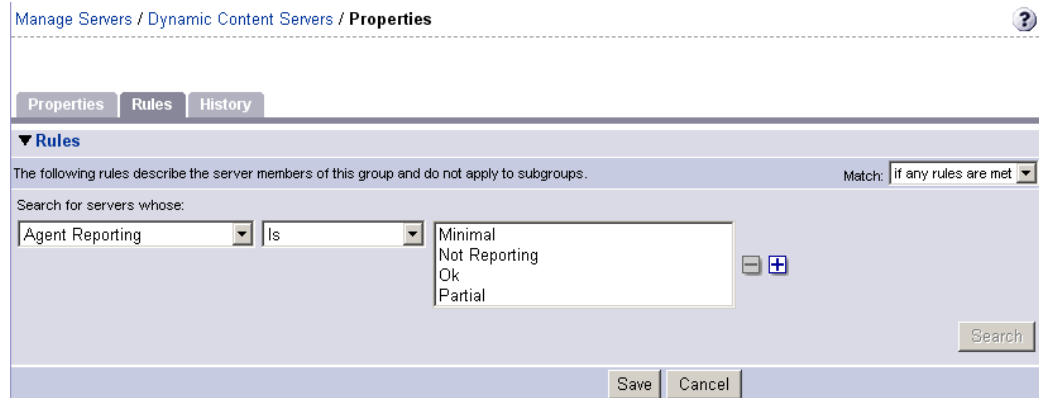 Manage Servers / Dynamic Content Servers / Properties
?
Properties Rules History
Rules
The following rules describe the server members of this group and do not apply to subgroups. Match: if any rules are met
Search for servers whose:
Agent Reporting Is Minimal
Not Reporting
Ok
Partial
Search
Save Cancel